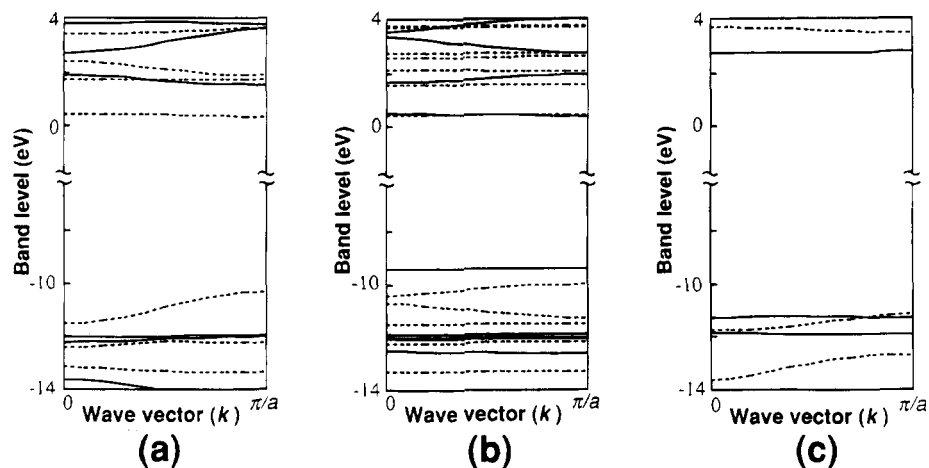 4
0
-10
-14
Band level (eV)
≈
≈
0
π/a
Wave vector (k)
(a)
4
0
-10
-14
Band level (eV)
≈
≈
0
π/a
Wave vector (k)
(b)
4
0
-10
-14
Band level (eV)
≈
≈
0
π/a
Wave vector (k)
(c)